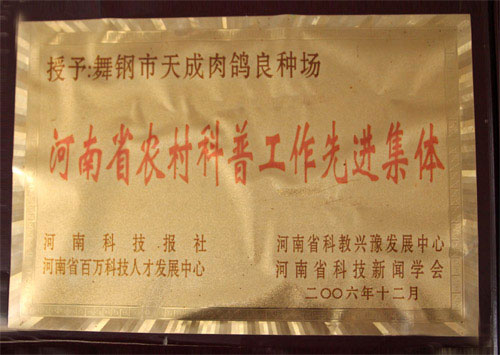 授予:舞钢市天成肉鸽良种场
河南省农村科普工作先进集体
河南科技报社
河南省百万科技人才发展中心
河南省科教兴豫发展中心
河南省科技新闻学会
二〇〇六年十二月